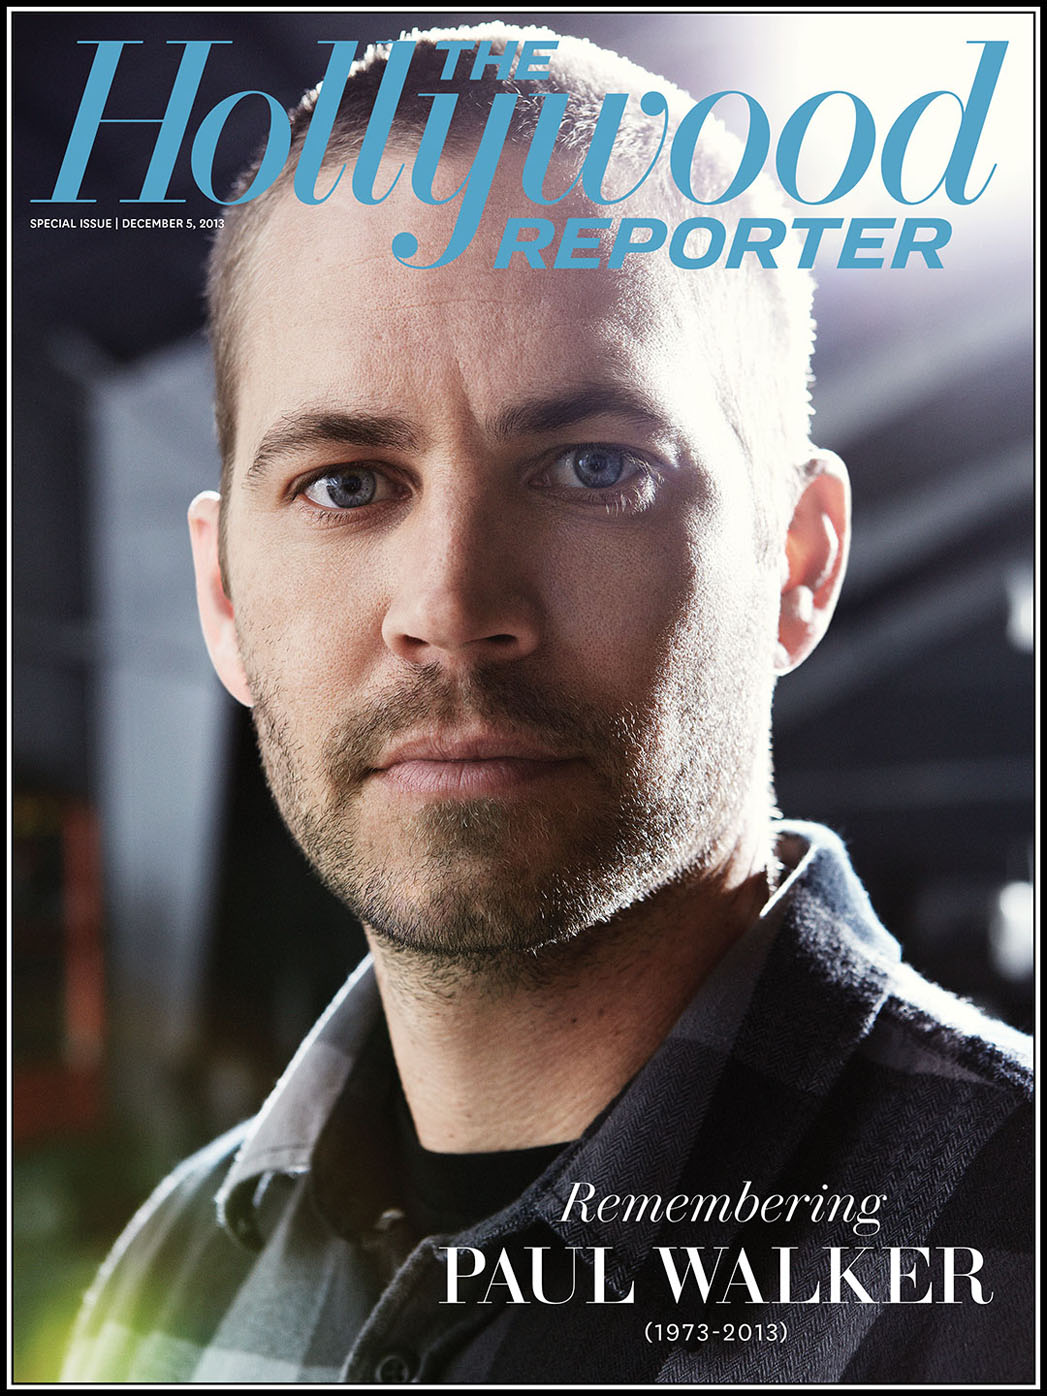 THE
Hollywood
REPORTER
SPECIAL ISSUE | DECEMBER 5, 2013
Remembering
PAUL WALKER
(1973-2013)